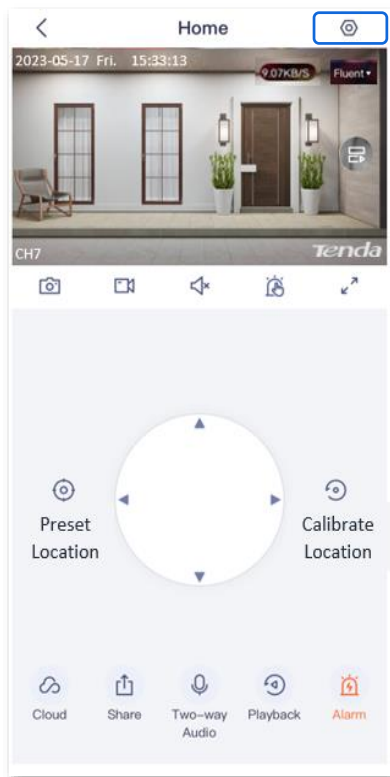 Home
2023-05-17 Fri. 15:33:13
9.07KB/S
Fluent
CH7
Tenda
Preset
Location
Calibrate
Location
Cloud
Share
Two-way
Audio
Playback
Alarm